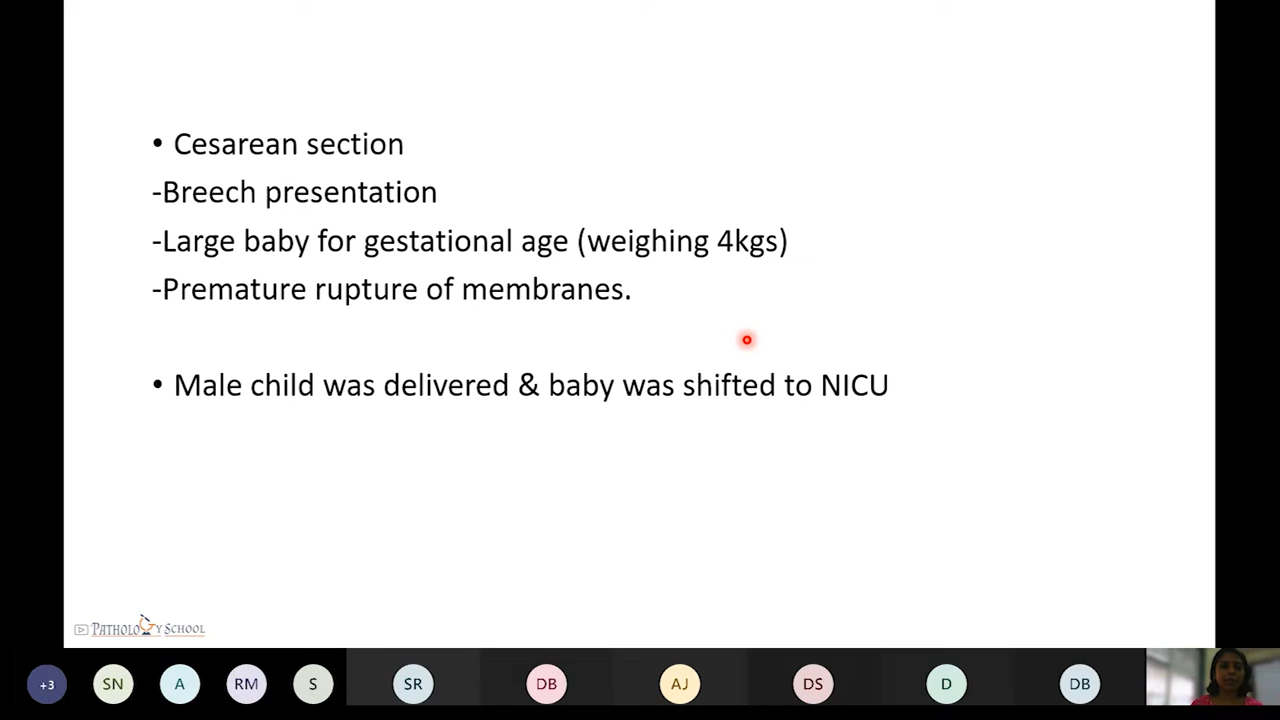 • Cesarean section
-Breech presentation
-Large baby for gestational age (weighing 4kgs)
-Premature rupture of membranes.
• Male child was delivered & baby was shifted to NICU
PATHOLOGY SCHOOL
+3 SN A RM S SR DB AJ DS D DB